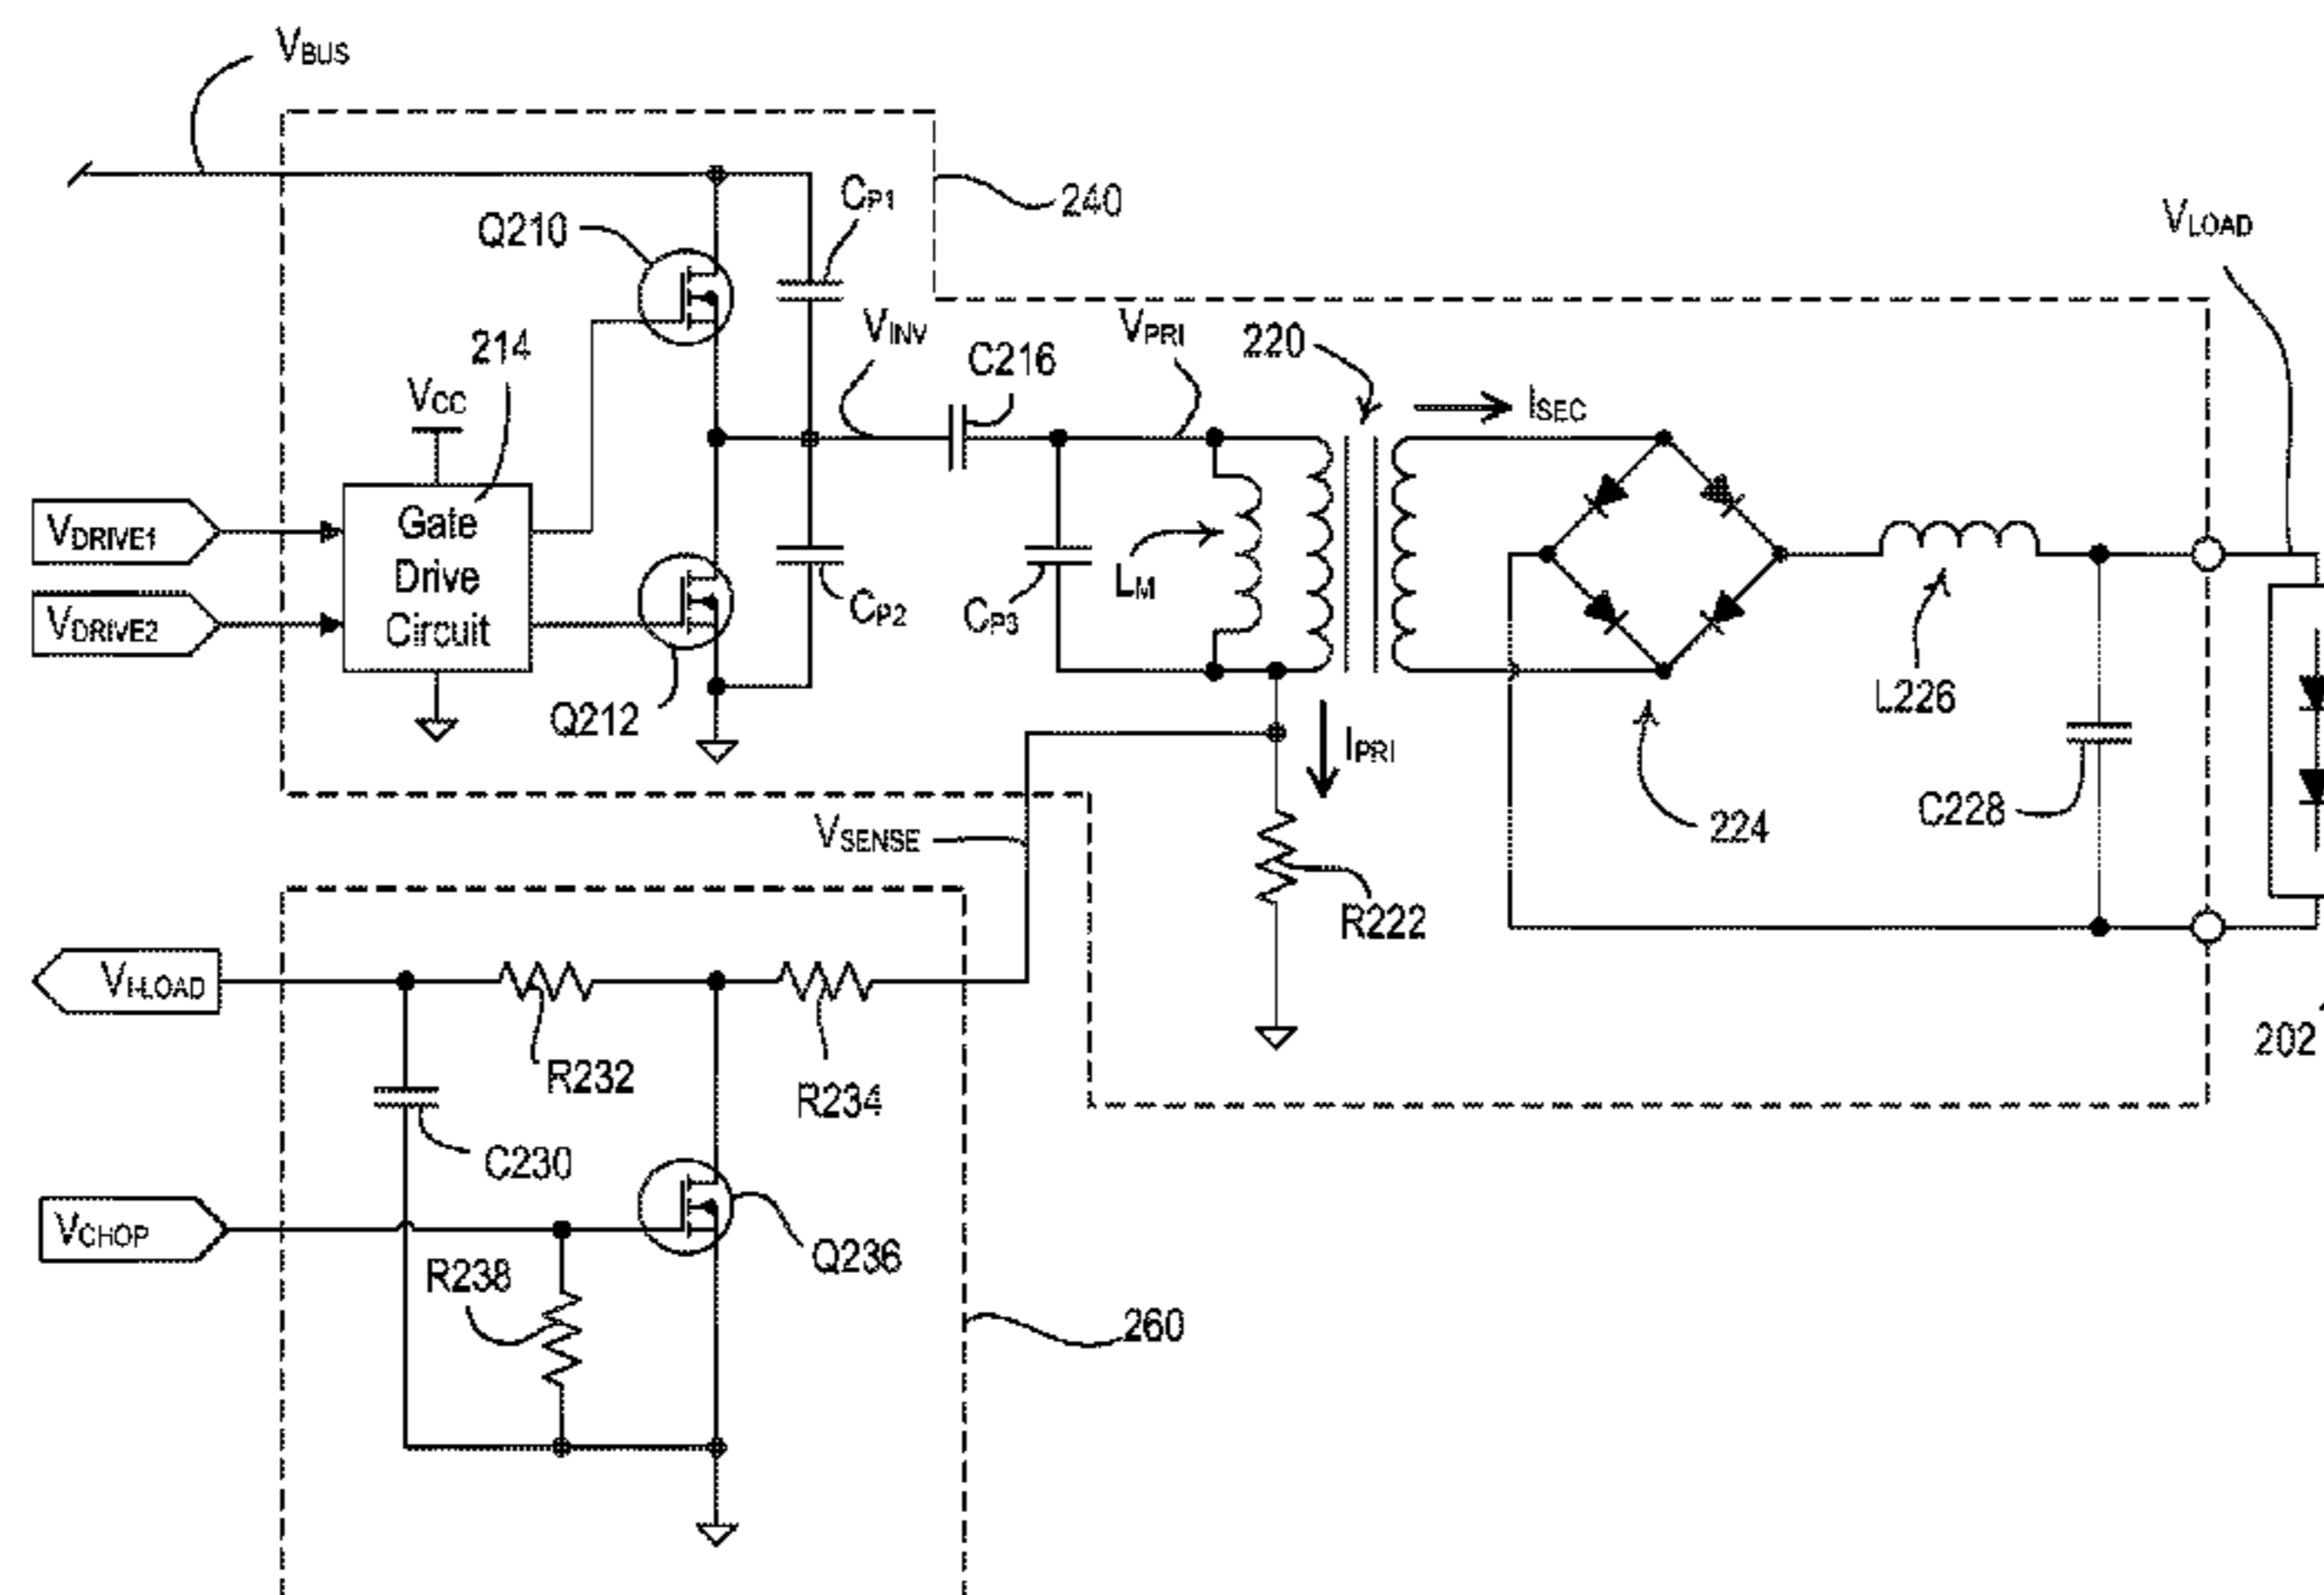 VBUS
CP1
240
Q210
VLOAD
VINV
VPRI
220
214
C216
VCC
ISEC
VDRIVE1
Gate
Drive
Circuit
VDRIVE2
LM
CP2
CP3
Q212
L226
IPRI
VSENSE
224
C228
R222
VI-LOAD
R232
R234
202
C230
VCHOP
Q236
R238
260